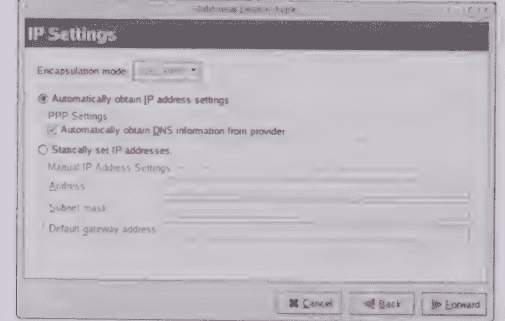 IP Settings
Encapsulation mode:
Automatically obtain IP address settings
PPP Settings
Automatically obtain DNS information from provider
Statically set IP addresses:
Manual IP Address Settings
Address
Subnet mask
Default gateway address
Cancel
Back
Forward